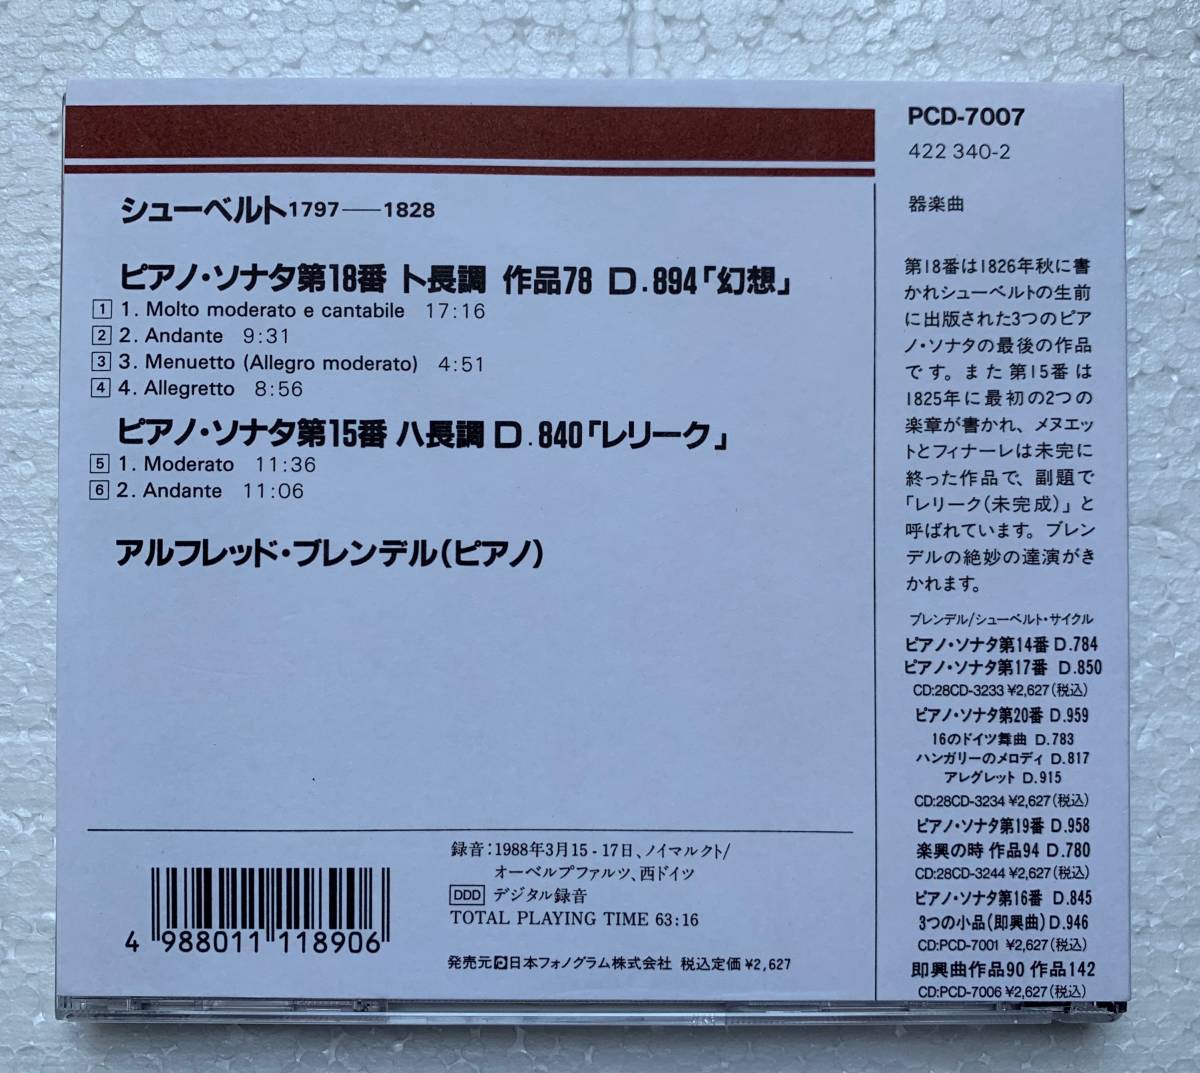 シューベルト1797──1828
ピアノ・ソナタ第18番 ト長調 作品78 D.894「幻想」
1 1. Molto moderato e cantabile 17:16
2 2. Andante 9:31
3 3. Menuetto (Allegro moderato) 4:51
4 4. Allegretto 8:56
ピアノ・ソナタ第15番 ハ長調 D.840「レリーク」
5 1. Moderato 11:36
6 2. Andante 11:06
アルフレッド・ブレンデル(ピアノ)
録音:1988年3月15-17日、ノイマルクト/
オーベルプファルツ、西ドイツ
DDD デジタル録音
TOTAL PLAYING TIME 63:16
発売元 日本フォノグラム株式会社 税込定価¥2,627
4 988011 118906
PCD-7007
422 340-2
器楽曲
第18番は1826年秋に書
かれシューベルトの生前
に出版された3つのピア
ノ・ソナタの最後の作品
です。また第15番は
1825年に最初の2つの
楽章が書かれ、メヌエッ
トとフィナーレは未完に
終った作品で、副題で
「レリーク(未完成)」と
呼ばれています。ブレン
デルの絶妙の達演がき
かれます。
ブレンデル/シューベルト・サイクル
ピアノ・ソナタ第14番 D.784
ピアノ・ソナタ第17番 D.850
CD:28CD-3233 ¥2,627(税込)
ピアノ・ソナタ第20番 D.959
16のドイツ舞曲 D.783
ハンガリーのメロディ D.817
アレグレット D.915
CD:28CD-3234 ¥2,627(税込)
ピアノ・ソナタ第19番 D.958
楽興の時 作品94 D.780
CD:28CD-3244 ¥2,627(税込)
ピアノ・ソナタ第16番 D.845
3つの小品(即興曲) D.946
CD:PCD-7001 ¥2,627(税込)
即興曲作品90 作品142
CD:PCD-7006 ¥2,627(税込)